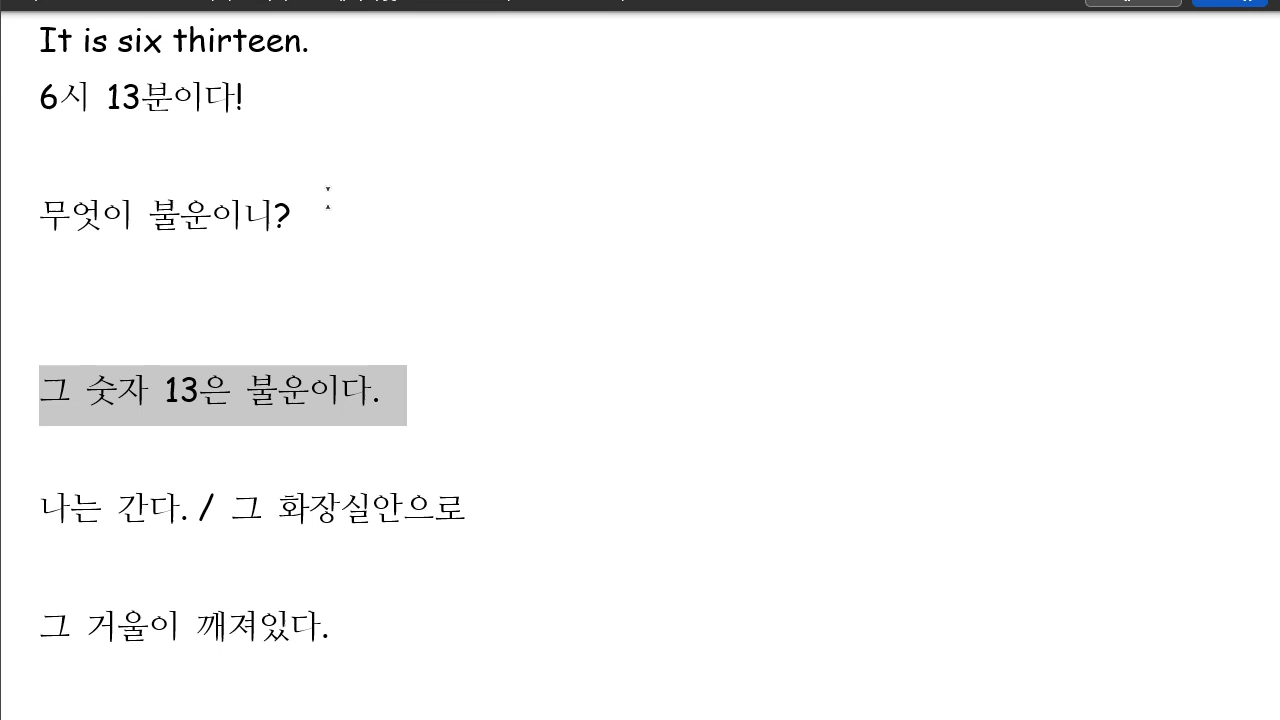 It is six thirteen.
6시 13분이다!
무엇이 불운이니?
그 숫자 13은 불운이다.
나는 간다. / 그 화장실안으로
그 거울이 깨져있다.